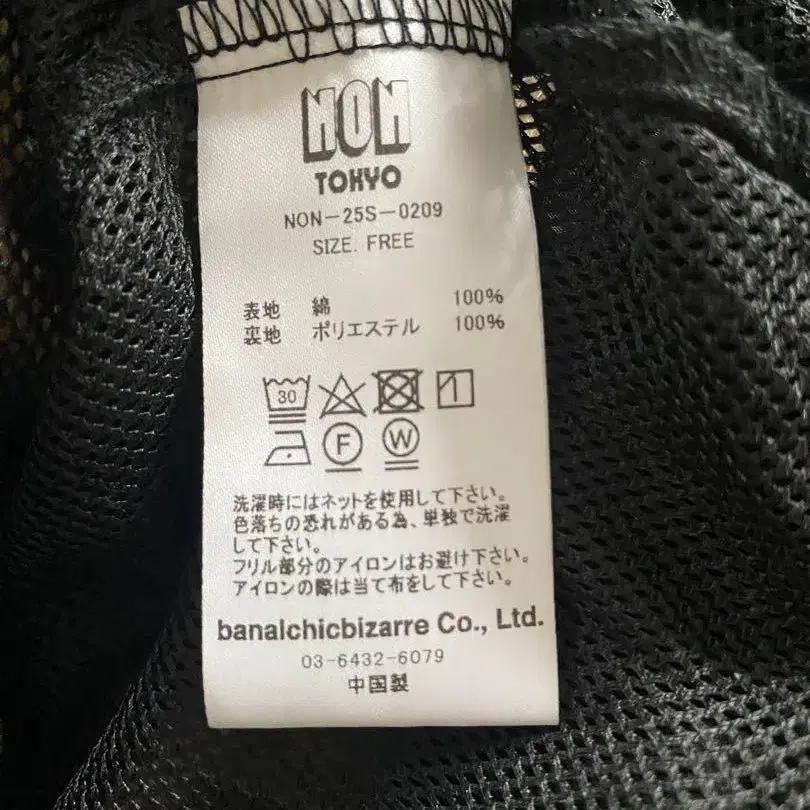 NON
TOKYO
NON-25S-0209
SIZE. FREE
表地 綿 100%
裏地 ポリエステル 100%
30
F W
洗濯時にはネットを使用して下さい。
色落ちの恐れがある為、単独で洗濯
して下さい。
フリル部分のアイロンはお避け下さい。
アイロンの際は当て布をして下さい。
banalchicbizarre Co., Ltd.
03-6432-6079
中国製